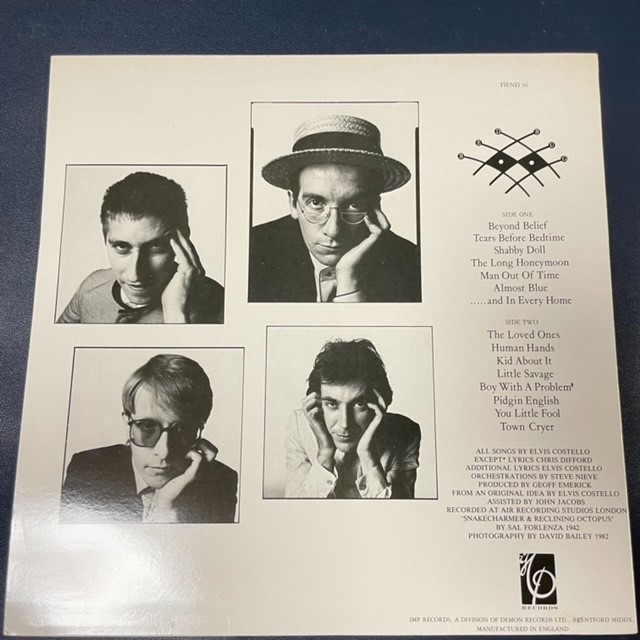 FIEND 50
SIDE ONE
Beyond Belief
Tears Before Bedtime
Shabby Doll
The Long Honeymoon
Man Out Of Time
Almost Blue
.....and In Every Home
SIDE TWO
The Loved Ones
Human Hands
Kid About It
Little Savage
Boy With A Problem*
Pidgin English
You Little Fool
Town Cryer
ALL SONGS BY ELVIS COSTELLO
EXCEPT* LYRICS CHRIS DIFFORD
ADDITIONAL LYRICS ELVIS COSTELLO
ORCHESTRATIONS BY STEVE NIEVE
PRODUCED BY GEOFF EMERICK
FROM AN ORIGINAL IDEA BY ELVIS COSTELLO
ASSISTED BY JOHN JACOBS
RECORDED AT AIR RECORDING STUDIOS LONDON
'SNAKECHARMER & RECLINING OCTOPUS'
BY SAL FORLENZA 1942
PHOTOGRAPHY BY DAVID BAILEY 1982
RECORDS
IMP RECORDS, A DIVISION OF DEMON RECORDS LTD., BRENTFORD MIDDX.
MANUFACTURED IN ENGLAND